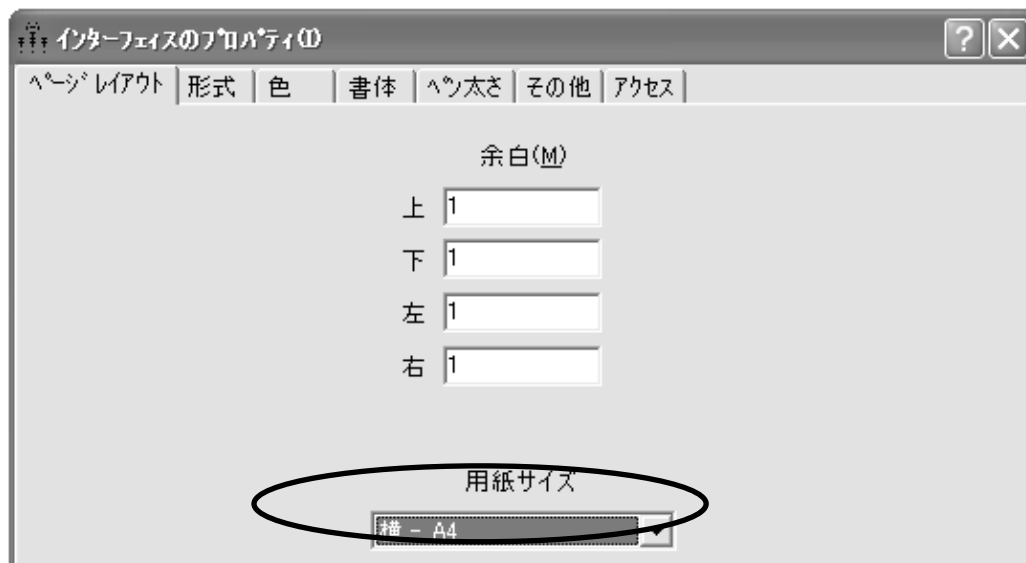 インターフェイスのプロパティ(I)
ページレイアウト 形式 色 書体 ペン太さ その他 アクセス
余白(M)
上 1
下 1
左 1
右 1
用紙サイズ
横 - A4